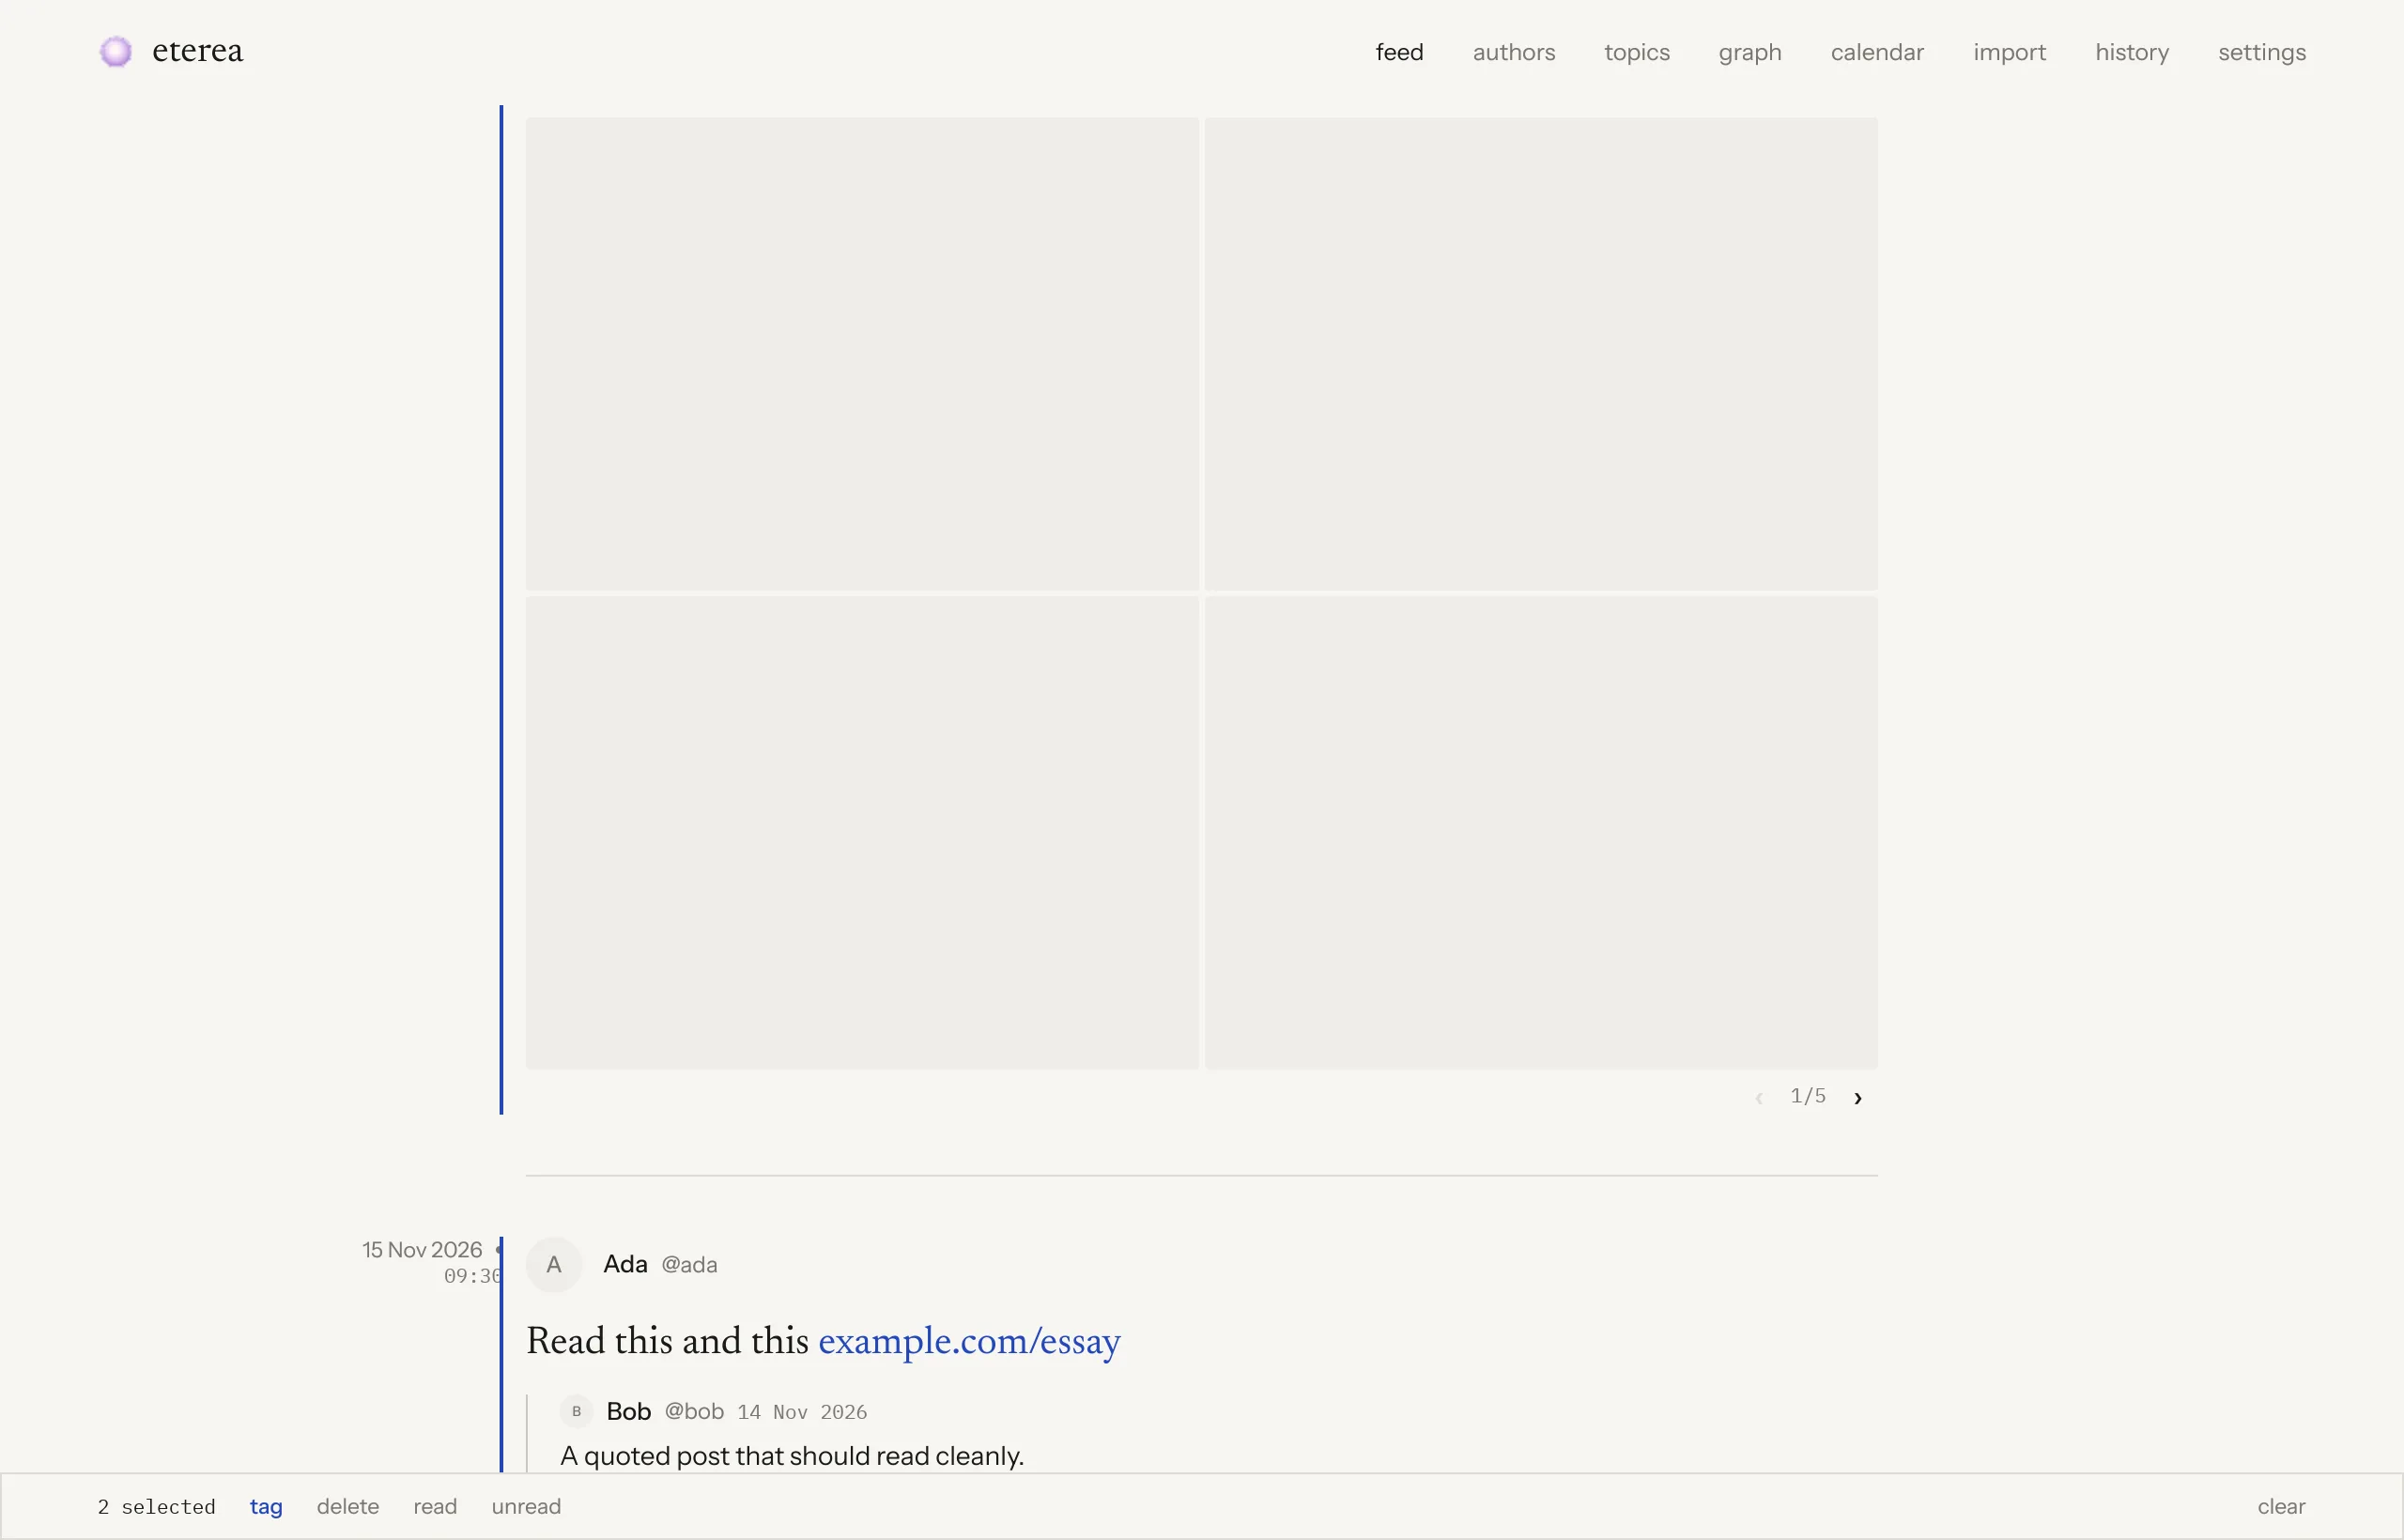 eterea
feed authors topics graph calendar import history settings
‹ 1/5 ›
15 Nov 2026
09:30
A Ada @ada
Read this and this example.com/essay
B Bob @bob 14 Nov 2026
A quoted post that should read cleanly.
2 selected tag delete read unread clear